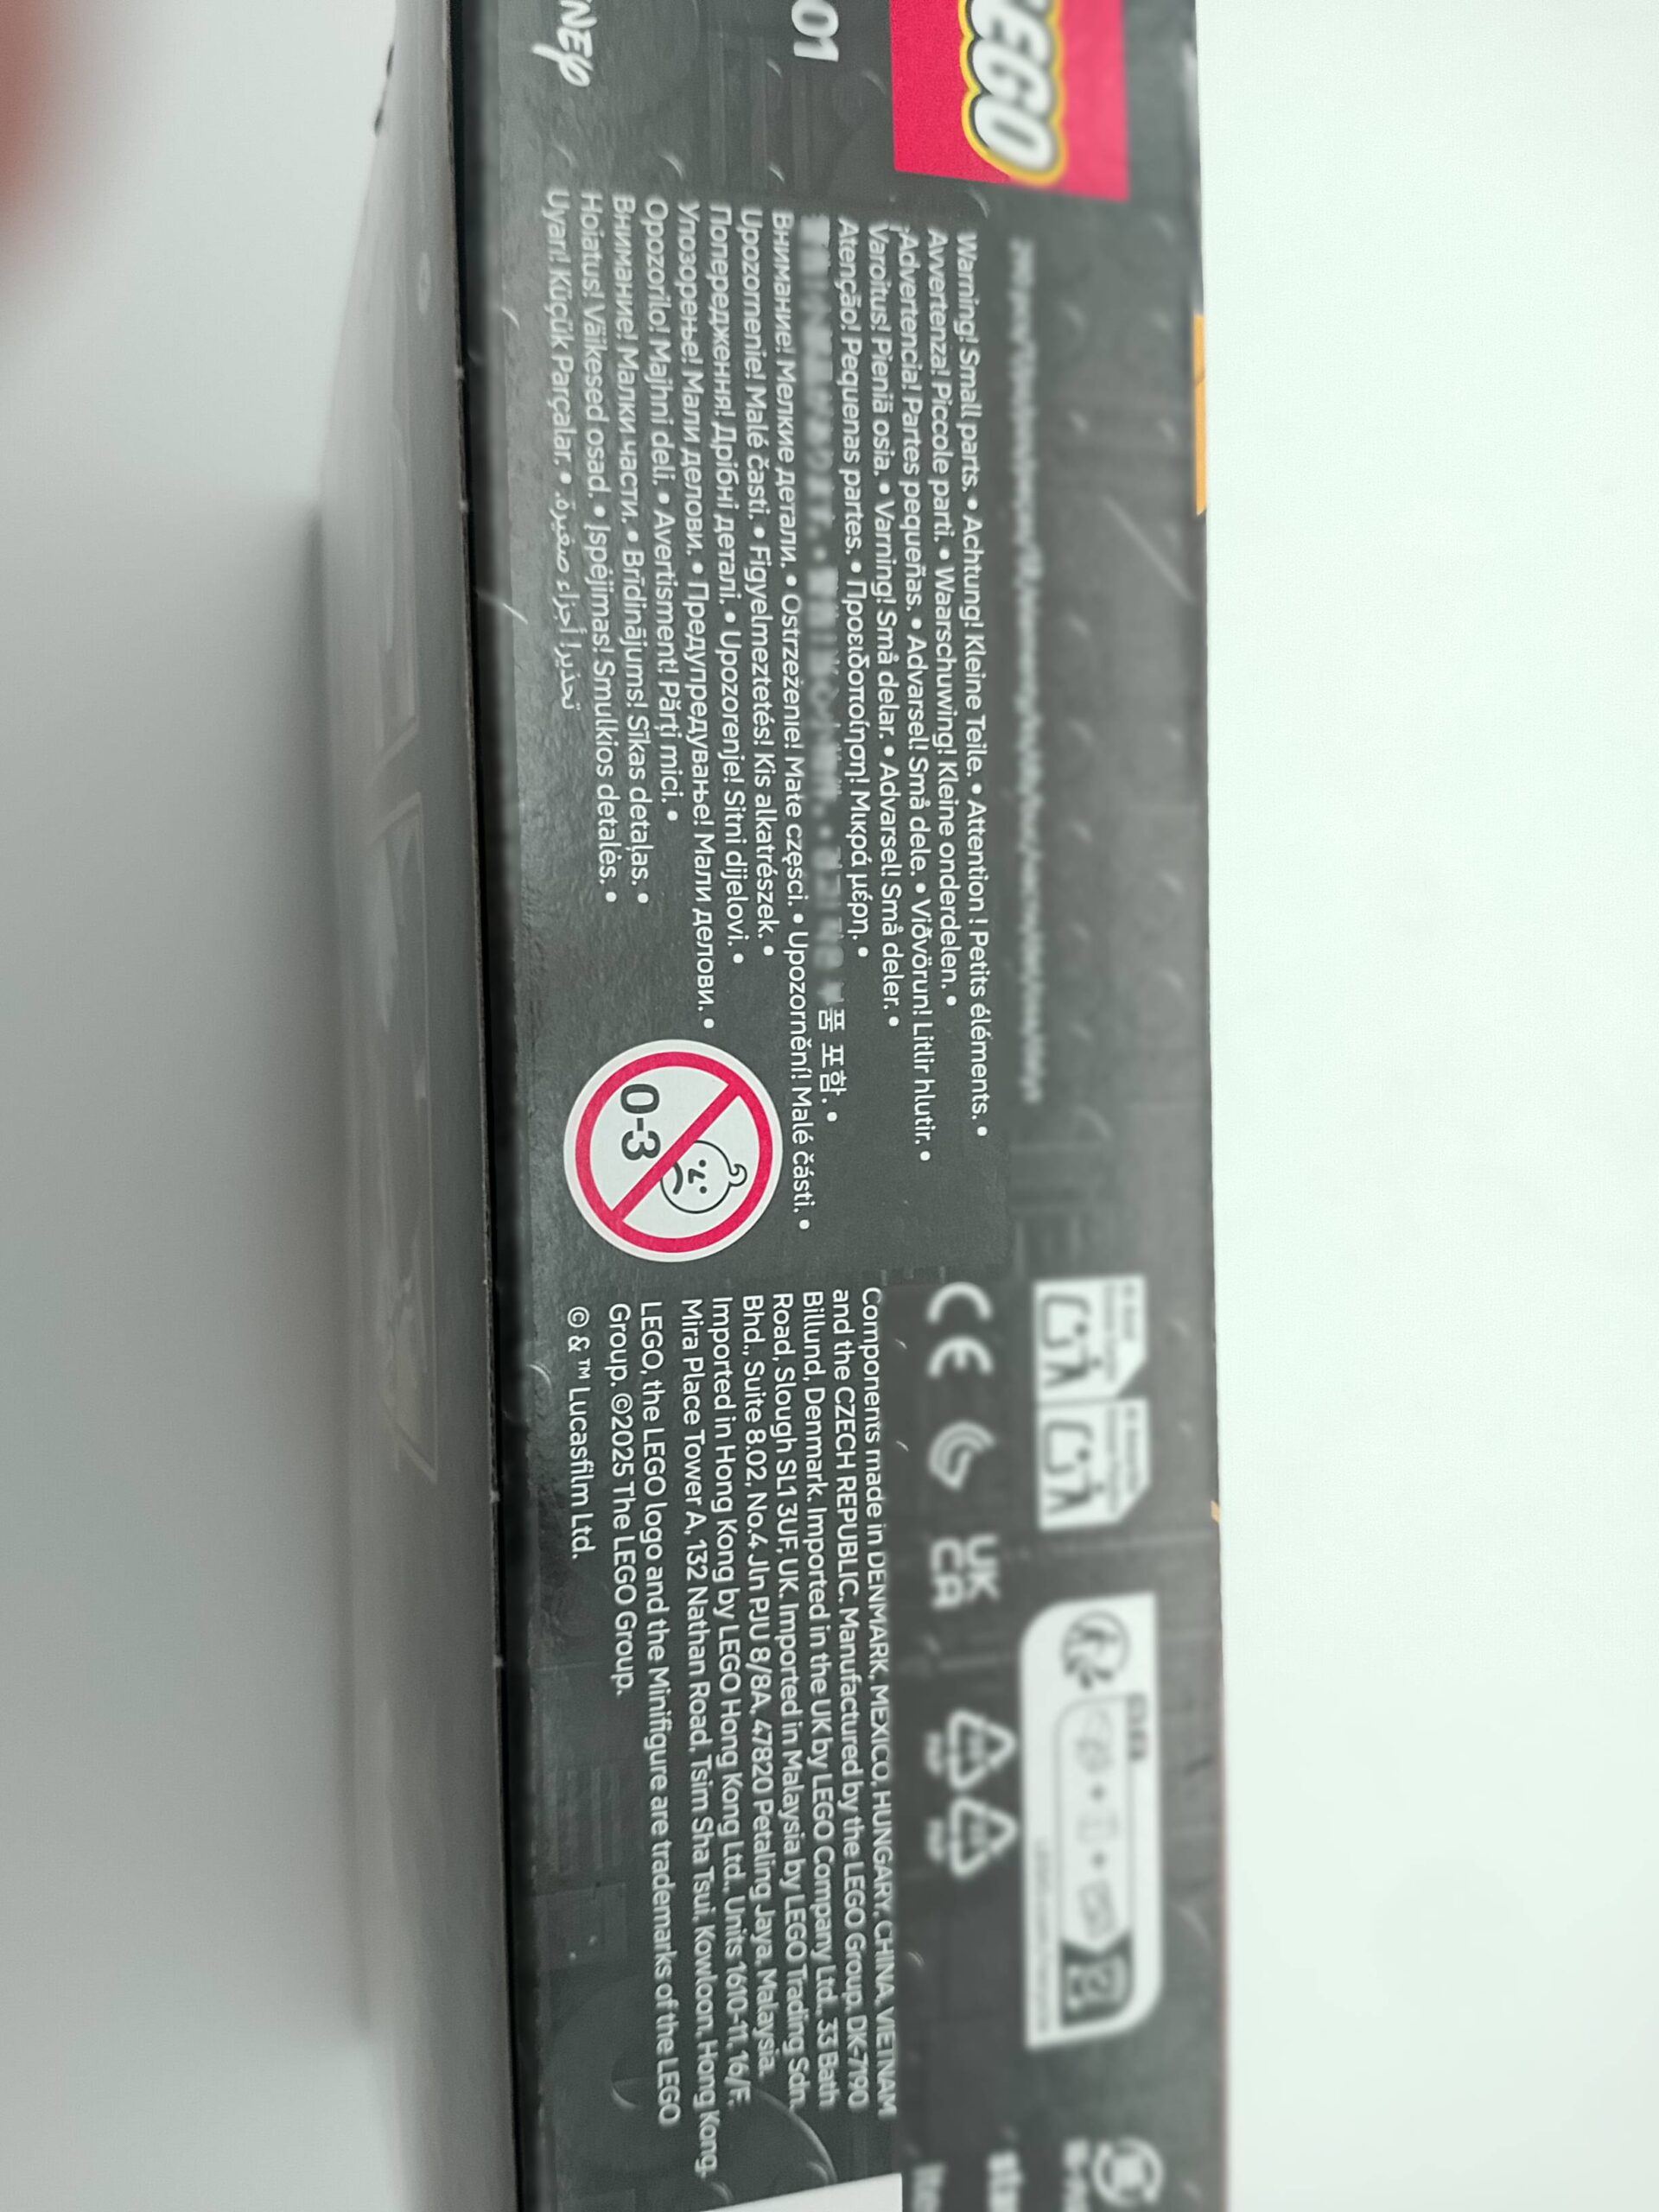 LEGO
01
Warning! Small parts. • Achtung! Kleine Teile. • Attention ! Petits éléments. •
Avvertenza! Piccole parti. • Waarschuwing! Kleine onderdelen. •
¡Advertencia! Partes pequeñas. • Advarsel! Små dele. • Viðvörun! Litlir hlutir. •
Varoitus! Pieniä osia. • Varning! Små delar. • Advarsel! Små deler. •
Atenção! Pequenas partes. • Προειδοποίηση! Μικρά μέρη. •
품 포함. •
Внимание! Мелкие детали. • Ostrzeżenie! Małe części. • Upozornění! Malé části. •
Upozornenie! Malé časti. • Figyelmeztetés! Kis alkatrészek. •
Попередження! Дрібні деталі. • Upozorenje! Sitni dijelovi. •
Упозорење! Мали делови. • Предупредување! Мали делови. •
Opozorilo! Majhni deli. • Avertisment! Părți mici. •
Внимание! Малки части. • Brīdinājums! Sīkas detaļas. •
Hoiatus! Väikesed osad. • Įspėjimas! Smulkios detalės. •
Uyarı! Küçük Parçalar. • تحذير! أجزاء صغيرة.
0-3
CE
UK
CA
Components made in DENMARK, MEXICO, HUNGARY, CHINA, VIETNAM
and the CZECH REPUBLIC. Manufactured by the LEGO Group, DK-7190
Billund, Denmark. Imported in the UK by LEGO Company Ltd., 33 Bath
Road, Slough SL1 3UF, UK. Imported in Malaysia by LEGO Trading Sdn.
Bhd., Suite 8.02, No.4 Jln PJU 8/8A, 47820 Petaling Jaya, Malaysia.
Imported in Hong Kong by LEGO Hong Kong Ltd., Units 1610-11, 16/F.
Mira Place Tower A, 132 Nathan Road, Tsim Sha Tsui, Kowloon, Hong Kong.
LEGO, the LEGO logo and the Minifigure are trademarks of the LEGO
Group. ©2025 The LEGO Group.
© & ™ Lucasfilm Ltd.